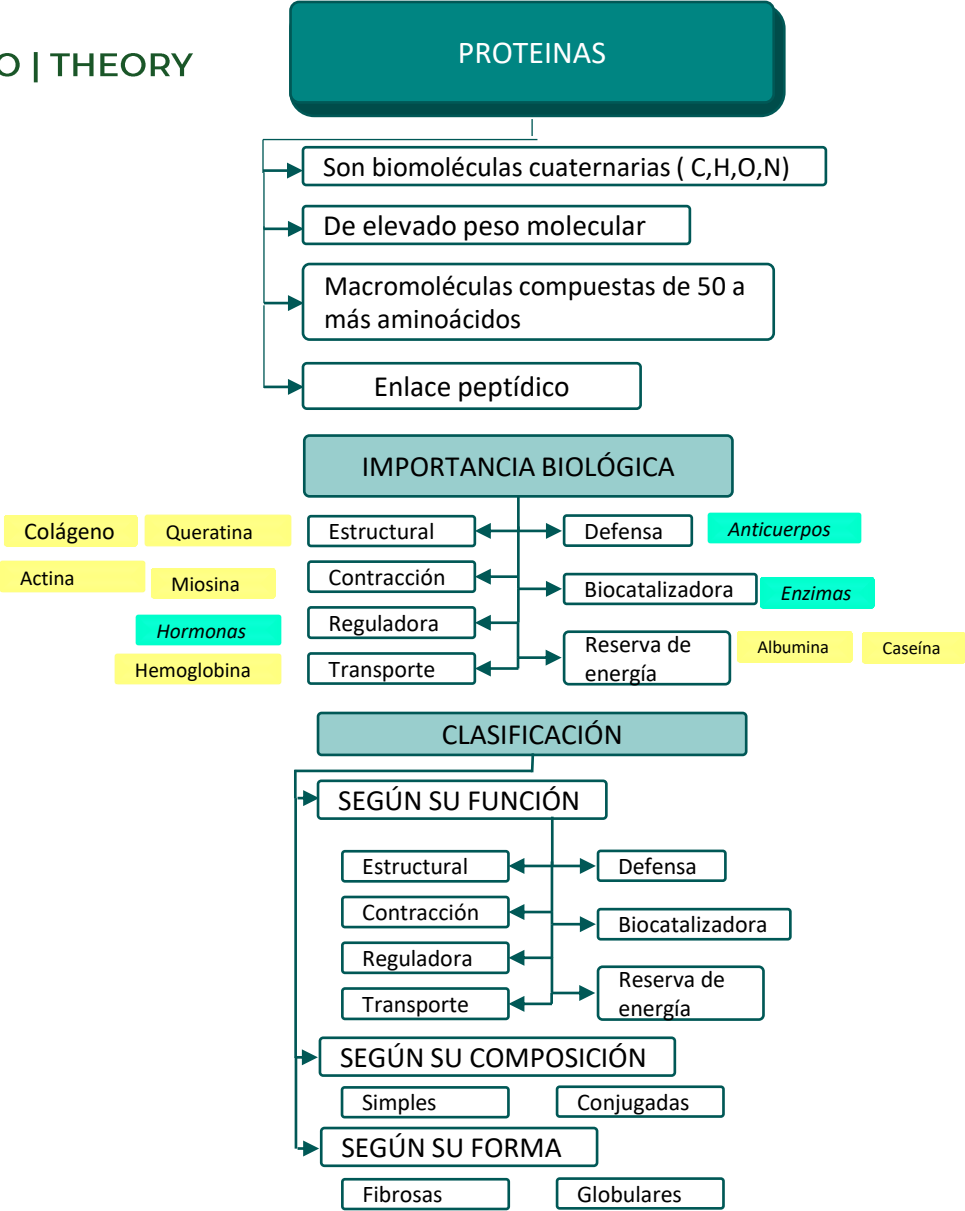 O | THEORY
PROTEINAS
Son biomoléculas cuaternarias ( C,H,O,N)
De elevado peso molecular
Macromoléculas compuestas de 50 a
más aminoácidos
Enlace peptídico
IMPORTANCIA BIOLÓGICA
Colágeno
Queratina
Estructural
Defensa
Anticuerpos
Actina
Miosina
Contracción
Biocatalizadora
Enzimas
Hormonas
Reguladora
Reserva de
energía
Albumina
Caseína
Hemoglobina
Transporte
CLASIFICACIÓN
SEGÚN SU FUNCIÓN
Estructural
Defensa
Contracción
Biocatalizadora
Reguladora
Reserva de
energía
Transporte
SEGÚN SU COMPOSICIÓN
Simples
Conjugadas
SEGÚN SU FORMA
Fibrosas
Globulares